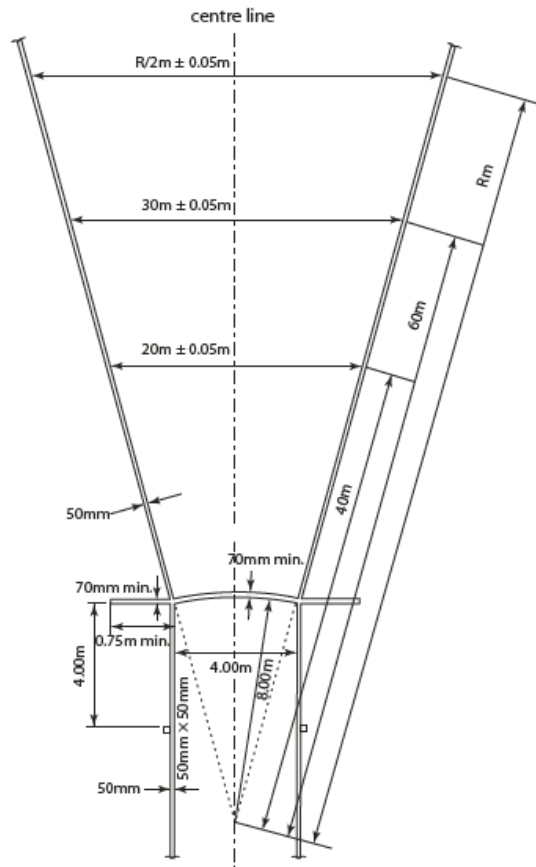 centre line
R/2m ± 0.05m
Rm
30m ± 0.05m
60m
20m ± 0.05m
40m
50mm
70mm min.
70mm min.
0.75m min.
4.00m
4.00m
8.00m
50mm × 50mm
50mm